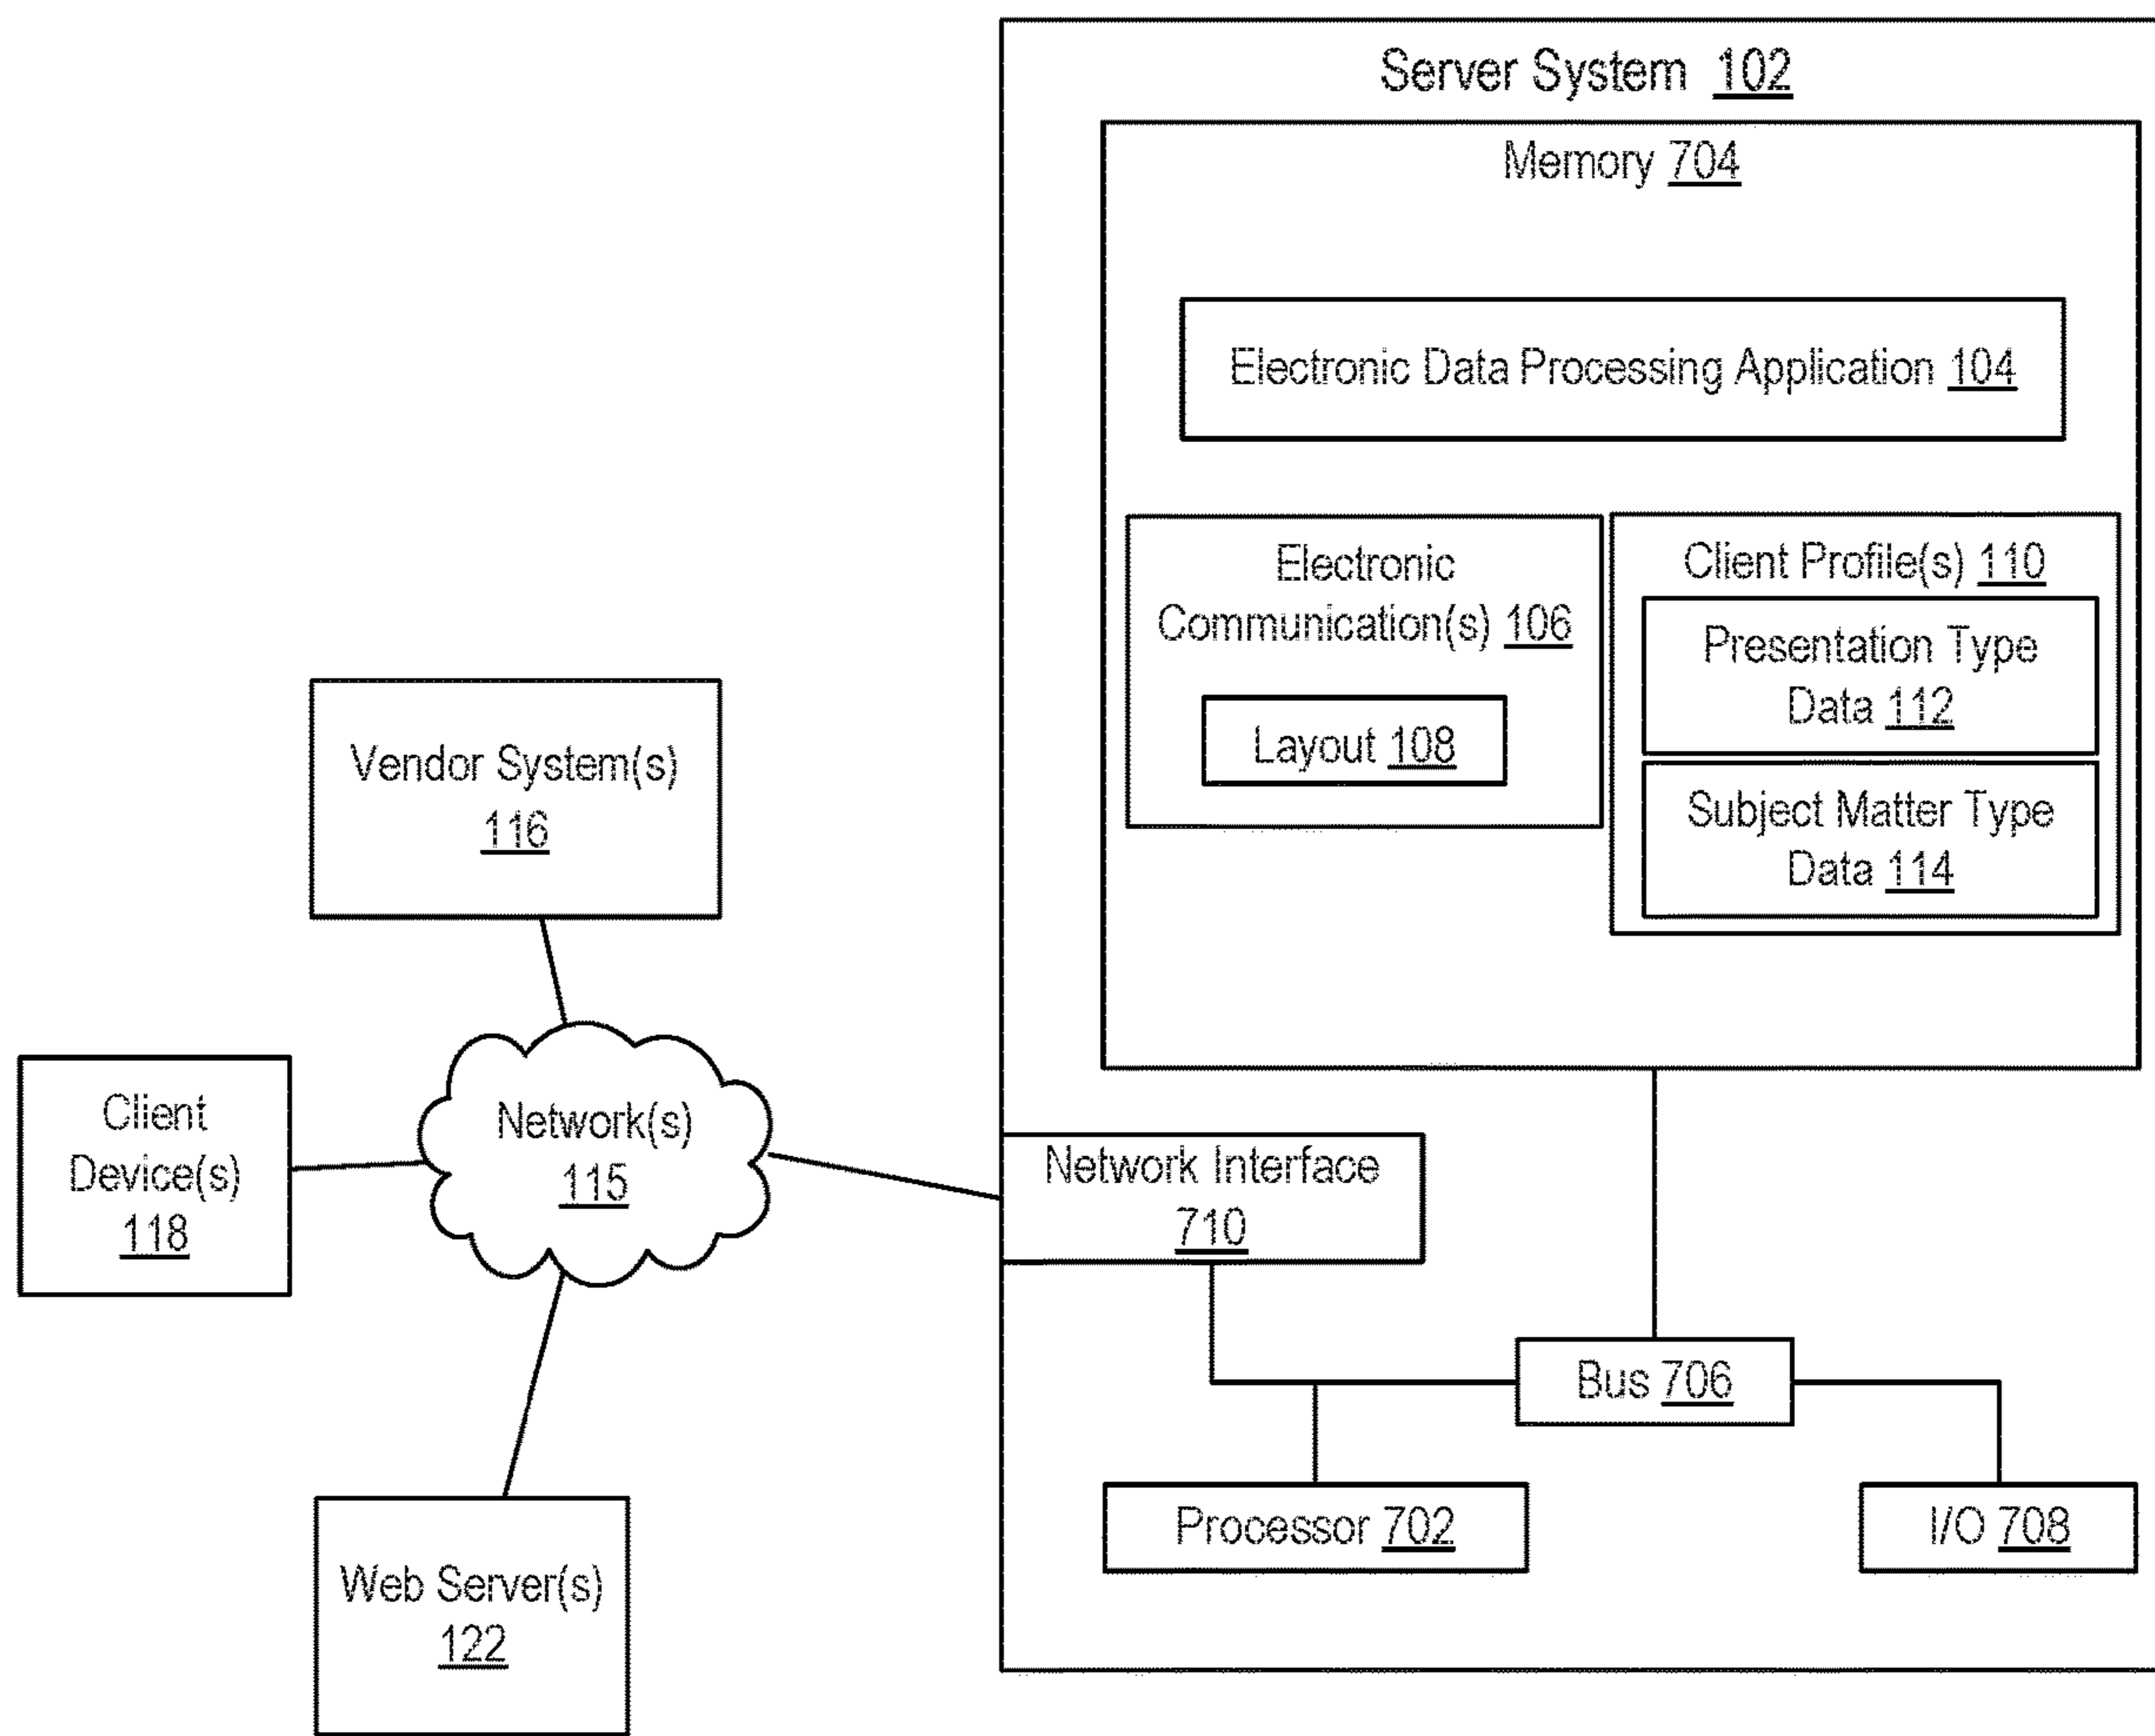 Server System 102
Memory 704
Electronic Data Processing Application 104
Electronic
Communication(s) 106
Layout 108
Client Profile(s) 110
Presentation Type
Data 112
Subject Matter Type
Data 114
Vendor System(s)
116
Client
Device(s)
118
Network(s)
115
Network Interface
710
Bus 706
Processor 702
I/O 708
Web Server(s)
122